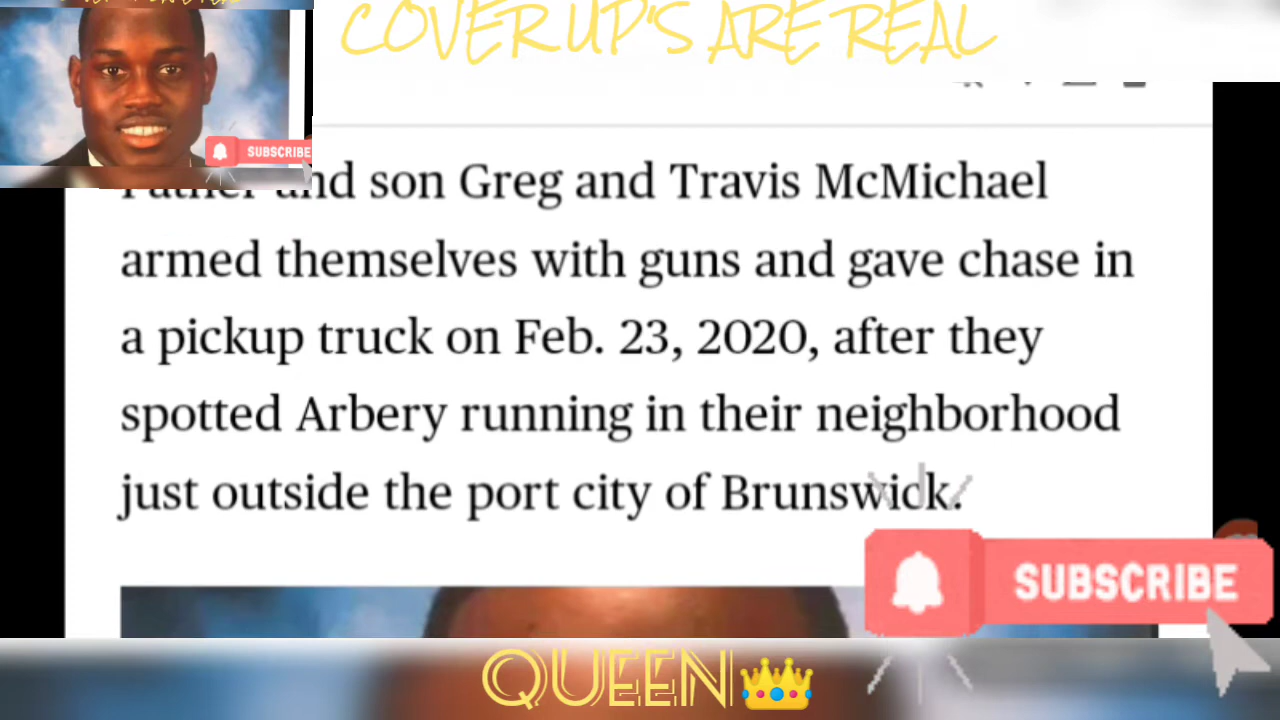 COVER UP'S ARE REAL
SUBSCRIBE
Father and son Greg and Travis McMichael
armed themselves with guns and gave chase in
a pickup truck on Feb. 23, 2020, after they
spotted Arbery running in their neighborhood
just outside the port city of Brunswick.
SUBSCRIBE
QUEEN👑